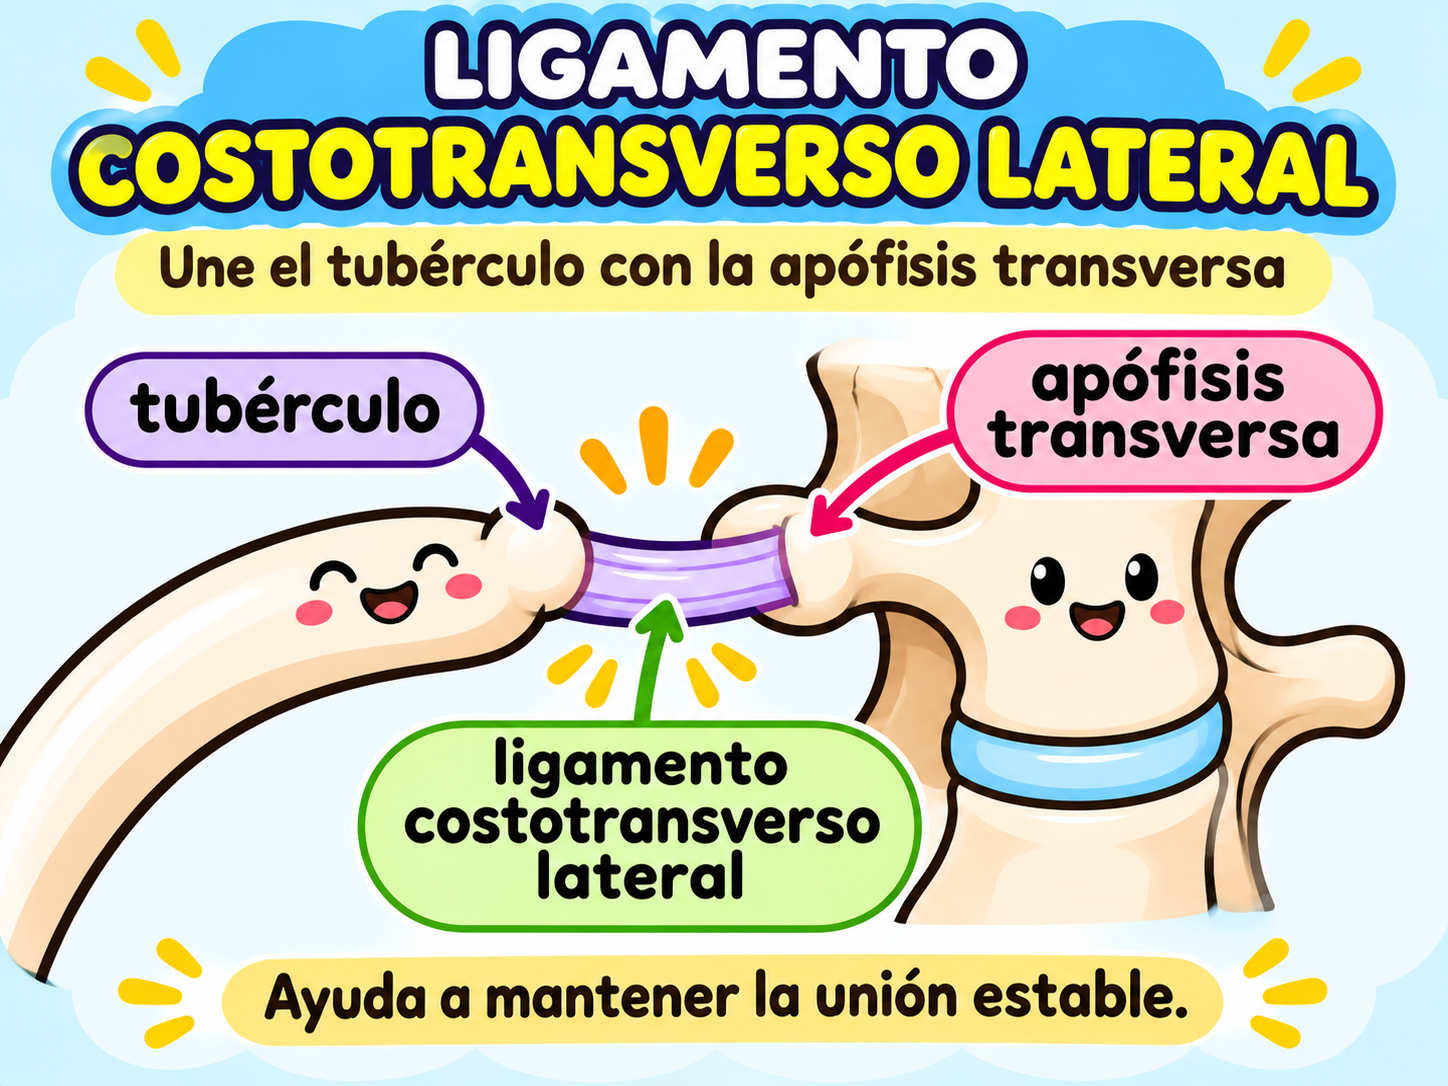 LIGAMENTO
COSTOTRANSVERSO LATERAL
Une el tubérculo con la apófisis transversa
tubérculo
apófisis
transversa
ligamento
costotransverso
lateral
Ayuda a mantener la unión estable.